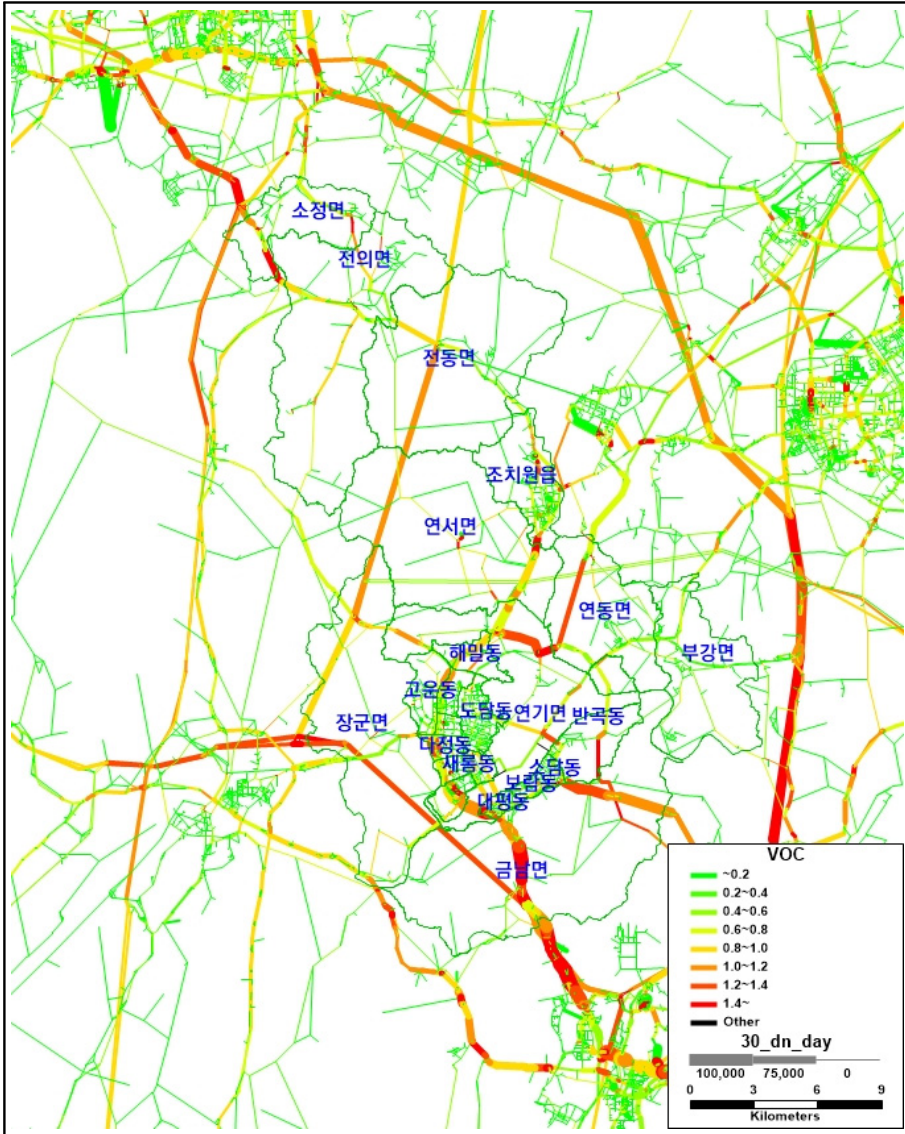 소정면
전의면
전동면
조치원읍
연서면
연동면
해밀동
부강면
고운동
도담동
연기면
반곡동
장군면
다정동
새롬동
소담동
보람동
대평동
금남면
VOC
~0.2
0.2~0.4
0.4~0.6
0.6~0.8
0.8~1.0
1.0~1.2
1.2~1.4
1.4~
Other
30_dn_day
100,000 75,000 0
0 3 6 9
Kilometers